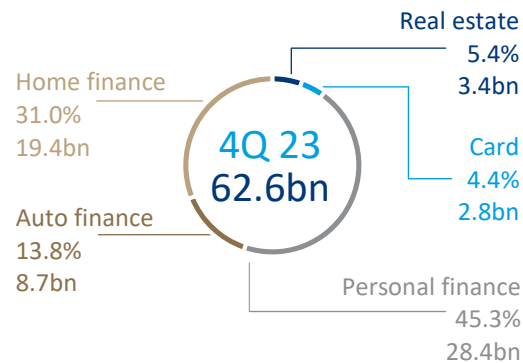 Real estate
5.4%
3.4bn
Home finance
31.0%
19.4bn
4Q 23
62.6bn
Card
4.4%
2.8bn
Auto finance
13.8%
8.7bn
Personal finance
45.3%
28.4bn